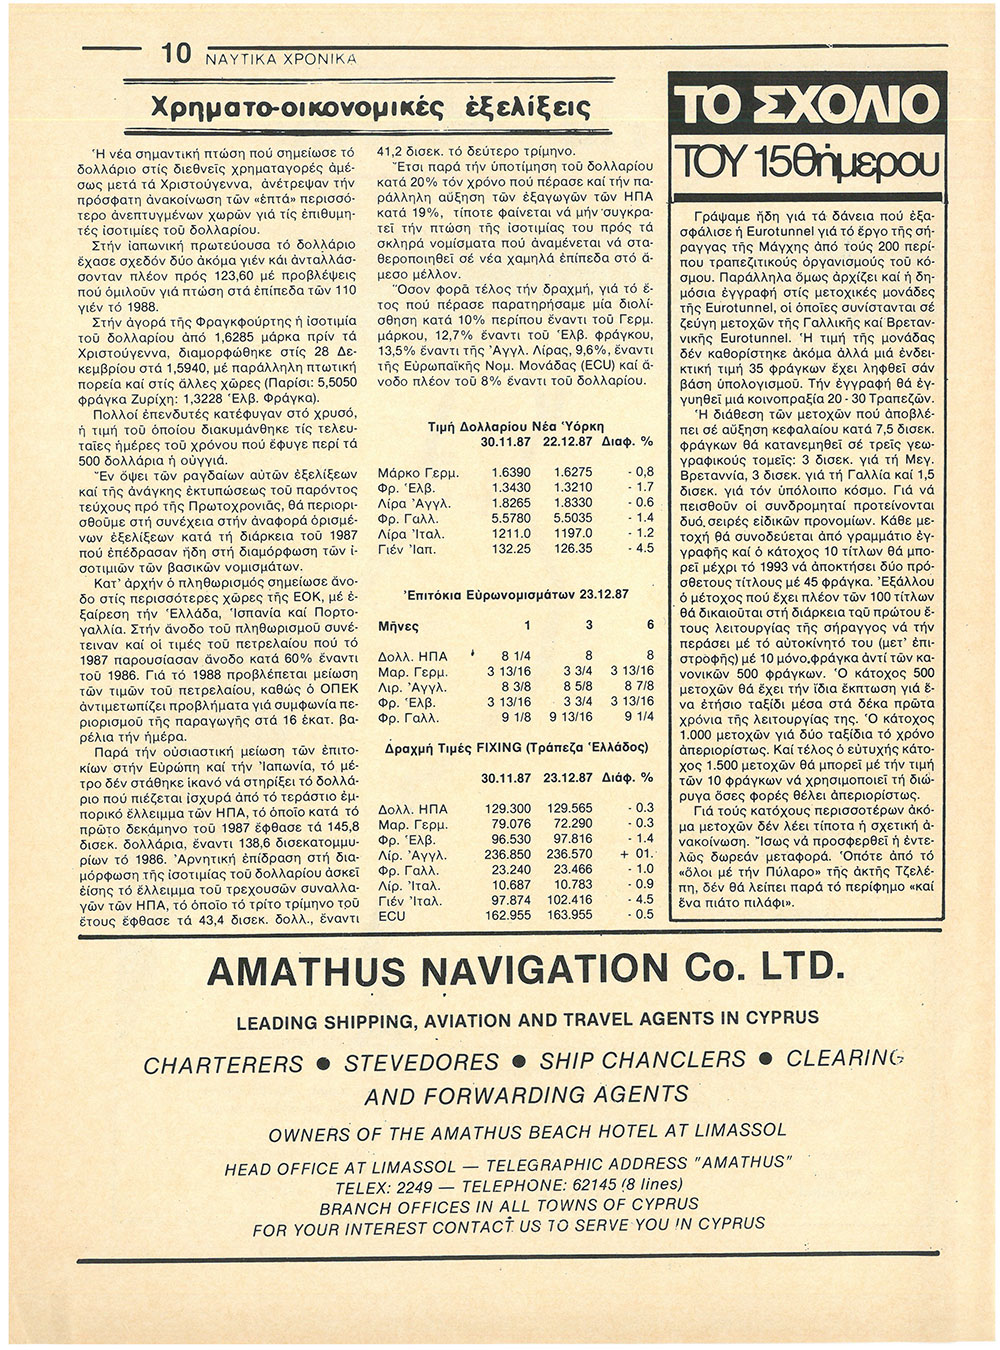 10 ΝΑΥΤΙΚΑ ΧΡΟΝΙΚΑ
Χρηματο-οικονομικές ἐξελίξεις
Ἡ νέα σημαντική πτώση πού σημείωσε τό
δολλάριο στίς διεθνεῖς χρηματαγορές ἀμέ-
σως μετά τά Χριστούγεννα, ἀνέτρεψαν τήν
πρόσφατη ἀνακοίνωση τῶν «ἑπτά» περισσό-
τερο ἀνεπτυγμένων χωρῶν γιά τίς ἐπιθυμη-
τές ἰσοτιμίες τοῦ δολλαρίου.
Στήν ἰαπωνική πρωτεύουσα τό δολλάριο
ἔχασε σχεδόν δύο ἀκόμα γιέν κάι ἀνταλλάσ-
σονταν πλέον πρός 123,60 μέ προβλέψεις
πού ὁμιλοῦν γιά πτώση στά ἐπίπεδα τῶν 110
γιέν τό 1988.
Στήν ἀγορά τῆς Φραγκφούρτης ἡ ἰσοτιμία
τοῦ δολλαρίου ἀπό 1,6285 μάρκα πρίν τά
Χριστούγεννα, διαμορφώθηκε στίς 28 Δε-
κεμβρίου στά 1,5940, μέ παράλληλη πτωτική
πορεία καί στίς ἄλλες χῶρες (Παρίσι: 5,5050
φράγκα Ζυρίχη: 1,3228 Ἑλβ. Φράγκα).
Πολλοί ἐπενδυτές κατέφυγαν στό χρυσό,
ἡ τιμή τοῦ ὁποίου διακυμάνθηκε τίς τελευ-
ταῖες ἡμέρες τοῦ χρόνου πού ἔφυγε περί τά
500 δολλάρια ἡ οὐγγιά.
Ἐν ὄψει τῶν ραγδαίων αὐτῶν ἐξελίξεων
καί τῆς ἀνάγκης ἐκτυπώσεως τοῦ παρόντος
τεύχους πρό τῆς Πρωτοχρονιᾶς, θά περιορι-
σθοῦμε στή συνέχεια στήν ἀναφορά ὁρισμέ-
νων ἐξελίξεων κατά τή διάρκεια τοῦ 1987
πού ἐπέδρασαν ἤδη στή διαμόρφωση τῶν ἰ-
σοτιμιῶν τῶν βασικῶν νομισμάτων.
Κατ' ἀρχήν ὁ πληθωρισμός σημείωσε ἄνο-
δο στίς περισσότερες χῶρες τῆς ΕΟΚ, μέ ἐ-
ξαίρεση τήν Ἑλλάδα, Ἱσπανία καί Πορτο-
γαλλία. Στήν ἄνοδο τοῦ πληθωρισμοῦ συνέ-
τειναν καί οἱ τιμές τοῦ πετρελαίου πού τό
1987 παρουσίασαν ἄνοδο κατά 60% ἔναντι
τοῦ 1986. Γιά τό 1988 προβλέπεται μείωση
τῶν τιμῶν τοῦ πετρελαίου, καθώς ὁ ΟΠΕΚ
ἀντιμετωπίζει προβλήματα γιά συμφωνία πε-
ριορισμοῦ τῆς παραγωγῆς στά 16 ἑκατ. βα-
ρέλια τήν ἡμέρα.
Παρά τήν οὐσιαστική μείωση τῶν ἐπιτο-
κίων στήν Εὐρώπη καί τήν Ἰαπωνία, τό μέ-
τρο δέν στάθηκε ἱκανό νά στηρίξει τό δολλά-
ριο πού πιέζεται ἰσχυρά ἀπό τό τεράστιο ἐμ-
πορικό ἔλλειμμα τῶν ΗΠΑ, τό ὁποῖο κατά τό
πρῶτο δεκάμηνο τοῦ 1987 ἔφθασε τά 145,8
δισεκ. δολλάρια, ἔναντι 138,6 δισεκατομμυ-
ρίων τό 1986. Ἀρνητική ἐπίδραση στή δια-
μόρφωση τῆς ἰσοτιμίας τοῦ δολλαρίου ἀσκεῖ
ἐίσης τό ἔλλειμμα τοῦ τρεχουσῶν συναλλα-
γῶν τῶν ΗΠΑ, τό ὁποῖο τό τρίτο τρίμηνο τοῦ
ἔτους ἔφθασε τά 43,4 δισεκ. δολλ., ἔναντι
41,2 δισεκ. τό δεύτερο τρίμηνο.
Ἔτσι παρά τήν ὑποτίμηση τοῦ δολλαρίου
κατά 20% τόν χρόνο πού πέρασε καί τήν πα-
ράλληλη αὔξηση τῶν ἐξαγωγῶν τῶν ΗΠΑ
κατά 19%, τίποτε φαίνεται νά μήν συγκρα-
τεῖ τήν πτώση τῆς ἰσοτιμίας του πρός τά
σκληρά νομίσματα πού ἀναμένεται νά στα-
θεροποιηθεῖ σέ νέα χαμηλά ἐπίπεδα στό ἄ-
μεσο μέλλον.
Ὅσον φορᾶ τέλος τήν δραχμή, γιά τό ἔ-
τος πού πέρασε παρατηρήσαμε μία διολί-
σθηση κατά 10% περίπου ἔναντι τοῦ Γερμ.
μάρκου, 12,7% ἔναντι τοῦ Ἑλβ. φράγκου,
13,5% ἔναντι τῆς Ἀγγλ. Λίρας, 9,6%, ἔναντι
τῆς Εὐρωπαϊκῆς Νομ. Μονάδας (ECU) καί ἄ-
νοδο πλέον τοῦ 8% ἔναντι τοῦ δολλαρίου.
Τιμή Δολλαρίου Νέα Ὑόρκη
30.11.87 22.12.87 Διαφ. %
Μάρκο Γερμ. 1.6390 1.6275 - 0,8
Φρ. Ἑλβ. 1.3430 1.3210 - 1.7
Λίρα Ἀγγλ. 1.8265 1.8330 - 0.6
Φρ. Γαλλ. 5.5780 5.5035 - 1.4
Λίρα Ἰταλ. 1211.0 1197.0 - 1.2
Γιέν Ἰαπ. 132.25 126.35 - 4.5
Ἐπιτόκια Εὐρωνομισμάτων 23.12.87
Μῆνες 1 3 6
Δολλ. ΗΠΑ 8 1/4 8 8
Μαρ. Γερμ. 3 13/16 3 3/4 3 13/16
Λιρ. Ἀγγλ. 8 3/8 8 5/8 8 7/8
Φρ. Ἑλβ. 3 13/16 3 3/4 3 13/16
Φρ. Γαλλ. 9 1/8 9 13/16 9 1/4
Δραχμή Τιμές FIXING (Τράπεζα Ἑλλάδος)
30.11.87 23.12.87 Διάφ. %
Δολλ. ΗΠΑ 129.300 129.565 - 0.3
Μαρ. Γερμ. 79.076 72.290 - 0.3
Φρ. Ἑλβ. 96.530 97.816 - 1.4
Λίρ. Ἀγγλ. 236.850 236.570 + 01.
Φρ. Γαλλ. 23.240 23.466 - 1.0
Λίρ. Ἰταλ. 10.687 10.783 - 0.9
Γιέν Ἰταλ. 97.874 102.416 - 4.5
ECU 162.955 163.955 - 0.5
ΤΟ ΣΧΟΛΙΟ
ΤΟΥ 15θήμερου
Γράψαμε ἤδη γιά τά δάνεια πού ἐξα-
σφάλισε ἡ Eurotunnel γιά τό ἔργο τῆς σή-
ραγγας τῆς Μάγχης ἀπό τούς 200 περί-
που τραπεζιτικούς ὀργανισμούς τοῦ κό-
σμου. Παράλληλα ὅμως ἀρχίζει καί ἡ δη-
μόσια ἐγγραφή στίς μετοχικές μονάδες
τῆς Eurotunnel, οἱ ὁποῖες συνίστανται σέ
ζεύγη μετοχῶν τῆς Γαλλικῆς καί Βρεταν-
νικῆς Eurotunnel. Ἡ τιμή τῆς μονάδας
δέν καθορίστηκε ἀκόμα ἀλλά μιά ἐνδει-
κτική τιμή 35 φράγκων ἔχει ληφθεῖ σάν
βάση ὑπολογισμοῦ. Τήν ἐγγραφή θά ἐγ-
γυηθεῖ μιά κοινοπραξία 20 - 30 Τραπεζῶν.
Ἡ διάθεση τῶν μετοχῶν πού ἀποβλέ-
πει σέ αὔξηση κεφαλαίου κατά 7,5 δισεκ.
φράγκων θά κατανεμηθεῖ σέ τρεῖς γεω-
γραφικούς τομεῖς: 3 δισεκ. γιά τή Μεγ.
Βρεταννία, 3 δισεκ. γιά τή Γαλλία καί 1,5
δισεκ. γιά τόν ὑπόλοιπο κόσμο. Γιά νά
πεισθοῦν οἱ συνδρομηταί προτείνονται
δυό σειρές εἰδικῶν προνομίων. Κάθε με-
τοχή θά συνοδεύεται ἀπό γραμμάτιο ἐγ-
γραφῆς καί ὁ κάτοχος 10 τίτλων θά μπο-
ρεῖ μέχρι τό 1993 νά ἀποκτήσει δύο πρό-
σθετους τίτλους μέ 45 φράγκα. Ἐξάλλου
ὁ μέτοχος πού ἔχει πλέον τῶν 100 τίτλων
θά δικαιοῦται στή διάρκεια τοῦ πρώτου ἔ-
τους λειτουργίας τῆς σήραγγος νά τήν
περάσει μέ τό αὐτοκίνητό του (μετ' ἐπι-
στροφῆς) μέ 10 μόνο φράγκα ἀντί τῶν κα-
νονικῶν 500 φράγκων. Ὁ κάτοχος 500
μετοχῶν θά ἔχει τήν ἴδια ἔκπτωση γιά ἕ-
να ἐτήσιο ταξίδι μέσα στά δέκα πρῶτα
χρόνια τῆς λειτουργίας της. Ὁ κάτοχος
1.000 μετοχῶν γιά δύο ταξίδια τό χρόνο
ἀπεριορίστως. Καί τέλος ὁ εὐτυχής κάτο-
χος 1.500 μετοχῶν θά μπορεῖ μέ τήν τιμή
τῶν 10 φράγκων νά χρησιμοποιεῖ τή διώ-
ρυγα ὅσες φορές θέλει ἀπεριορίστως.
Γιά τούς κατόχους περισσοτέρων ἀκό-
μα μετοχῶν δέν λέει τίποτα ἡ σχετική ἀ-
νακοίνωση. Ἴσως νά προσφερθεῖ ἡ ἐντε-
λῶς δωρεάν μεταφορά. Ὁπότε ἀπό τό
«ὅλοι μέ τήν Πύλαρο» τῆς ἀκτῆς Τζελέ-
πη, δέν θά λείπει παρά τό περίφημο «καί
ἕνα πιάτο πιλάφι».
AMATHUS NAVIGATION Co. LTD.
LEADING SHIPPING, AVIATION AND TRAVEL AGENTS IN CYPRUS
CHARTERERS ● STEVEDORES ● SHIP CHANCLERS ● CLEARING
AND FORWARDING AGENTS
OWNERS OF THE AMATHUS BEACH HOTEL AT LIMASSOL
HEAD OFFICE AT LIMASSOL — TELEGRAPHIC ADDRESS "AMATHUS"
TELEX: 2249 — TELEPHONE: 62145 (8 lines)
BRANCH OFFICES IN ALL TOWNS OF CYPRUS
FOR YOUR INTEREST CONTACT US TO SERVE YOU IN CYPRUS